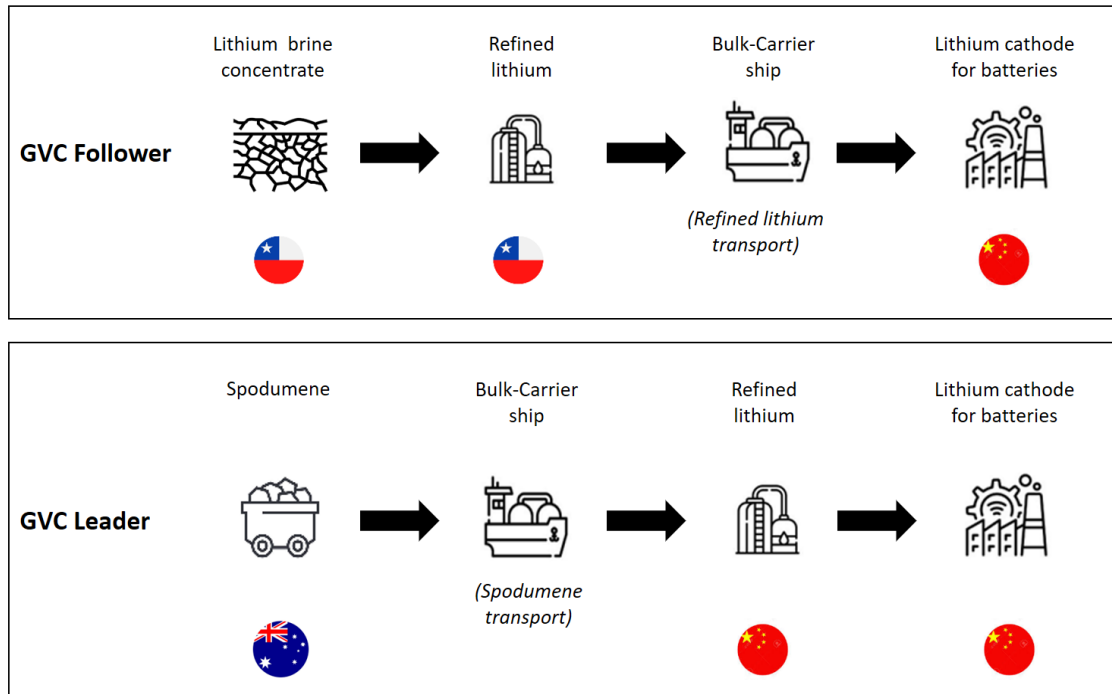 Lithium brine
concentrate
Refined
lithium
Bulk-Carrier
ship
Lithium cathode
for batteries
GVC Follower
(Refined lithium
transport)
Spodumene
Bulk-Carrier
ship
Refined
lithium
Lithium cathode
for batteries
GVC Leader
(Spodumene
transport)